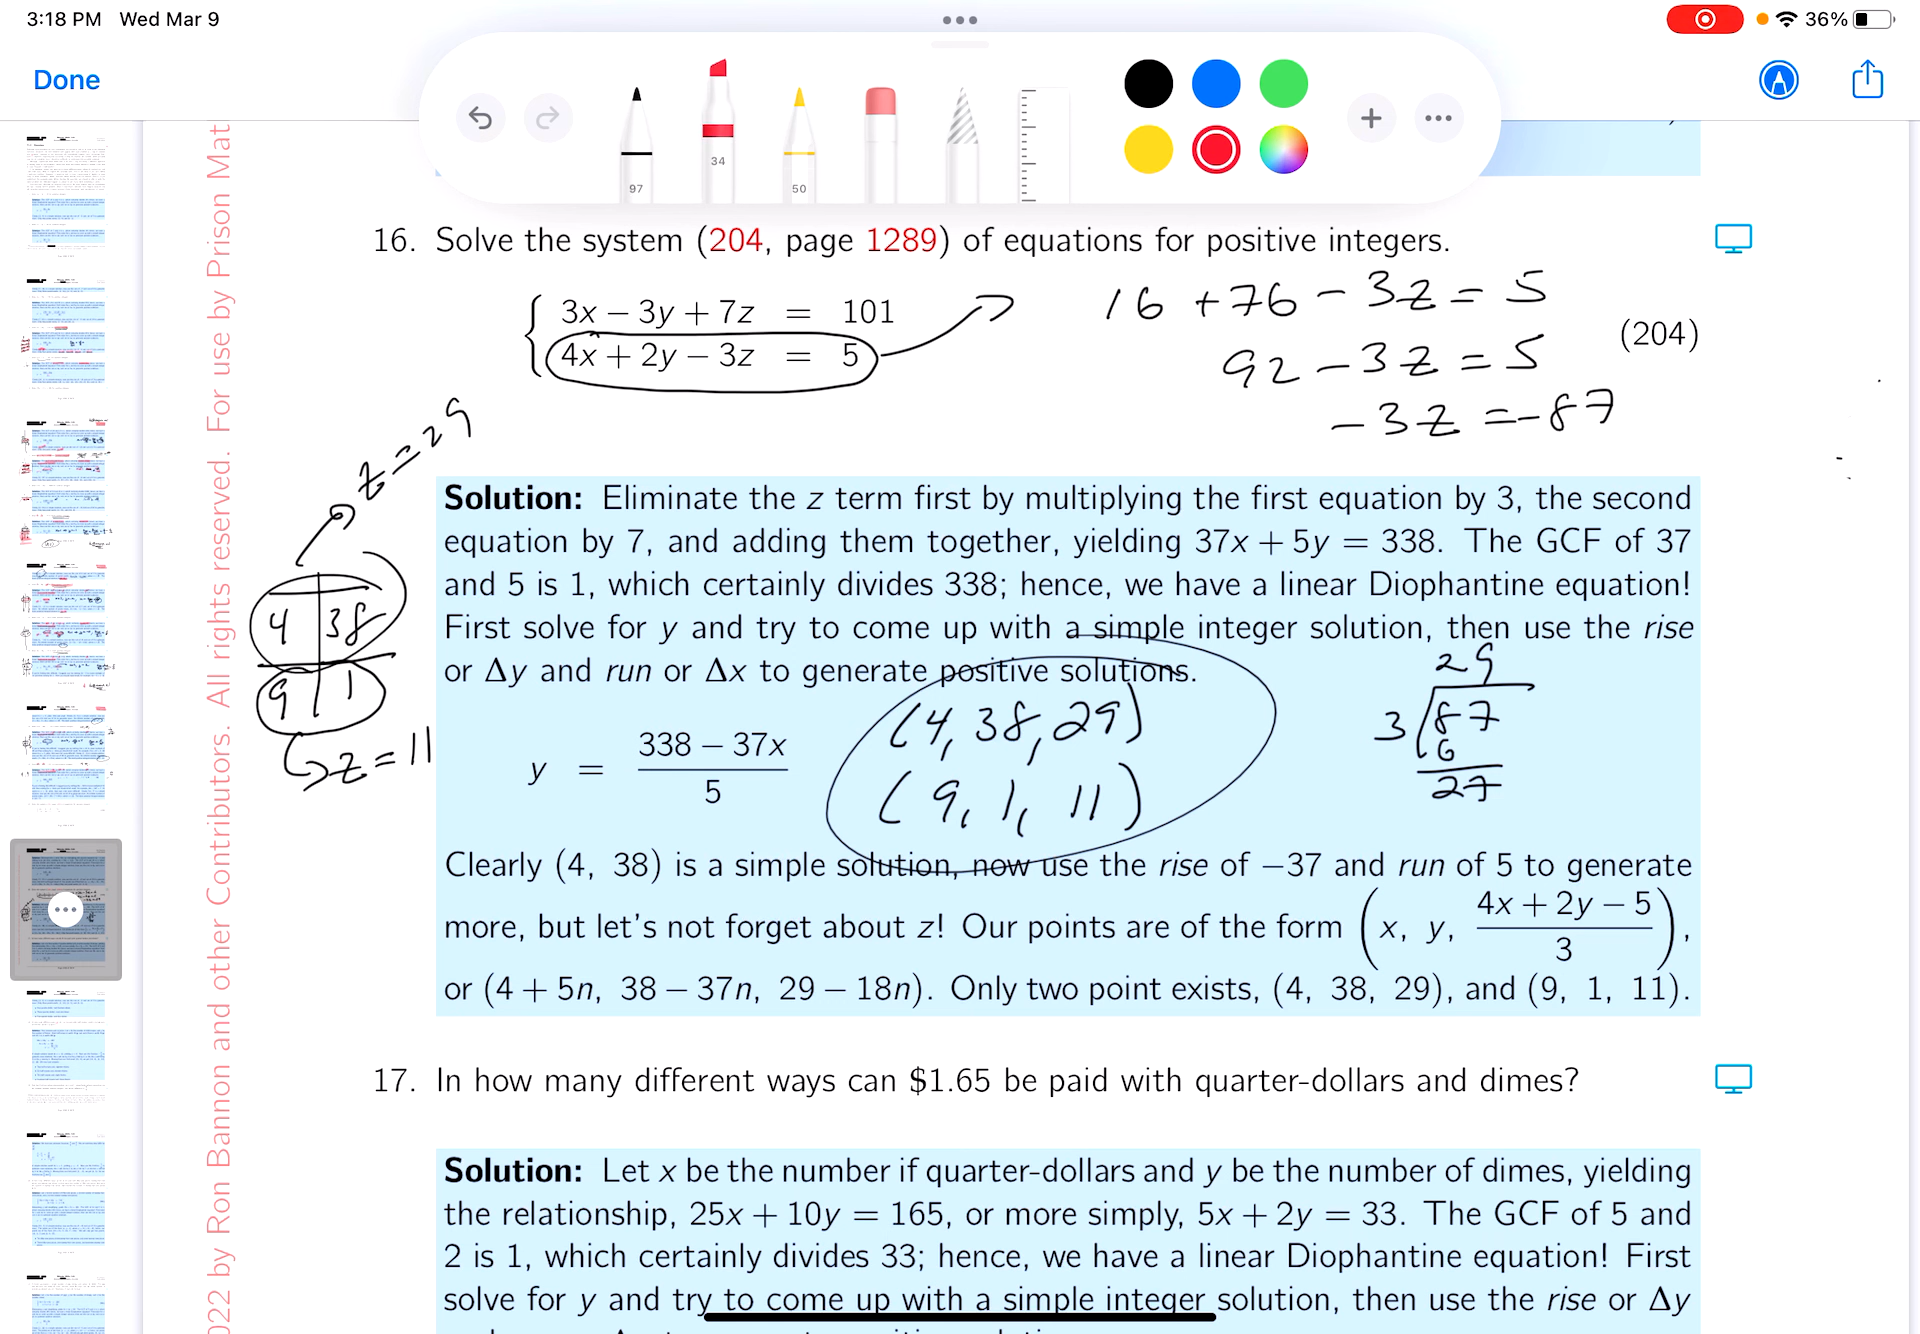 3:18 PM Wed Mar 9
36%
Done
97
34
50
022 by Ron Bannon and other Contributors. All rights reserved. For use by Prison Mat
16. Solve the system (204, page 1289) of equations for positive integers.
3x − 3y + 7z = 101
4x + 2y − 3z = 5
(204)
16 + 76 − 3z = 5
92 − 3z = 5
−3z = −87
z = 29
4 38
9 1
z = 11
Solution: Eliminate the z term first by multiplying the first equation by 3, the second
equation by 7, and adding them together, yielding 37x + 5y = 338. The GCF of 37
and 5 is 1, which certainly divides 338; hence, we have a linear Diophantine equation!
First solve for y and try to come up with a simple integer solution, then use the rise
or Δy and run or Δx to generate positive solutions.
y = (338 − 37x)/5
(4, 38, 29)
(9, 1, 11)
29
3 87
6
27
Clearly (4, 38) is a simple solution, now use the rise of −37 and run of 5 to generate
more, but let's not forget about z! Our points are of the form (x, y, (4x + 2y − 5)/3),
or (4 + 5n, 38 − 37n, 29 − 18n). Only two point exists, (4, 38, 29), and (9, 1, 11).
17. In how many different ways can $1.65 be paid with quarter-dollars and dimes?
Solution: Let x be the number if quarter-dollars and y be the number of dimes, yielding
the relationship, 25x + 10y = 165, or more simply, 5x + 2y = 33. The GCF of 5 and
2 is 1, which certainly divides 33; hence, we have a linear Diophantine equation! First
solve for y and try to come up with a simple integer solution, then use the rise or Δy